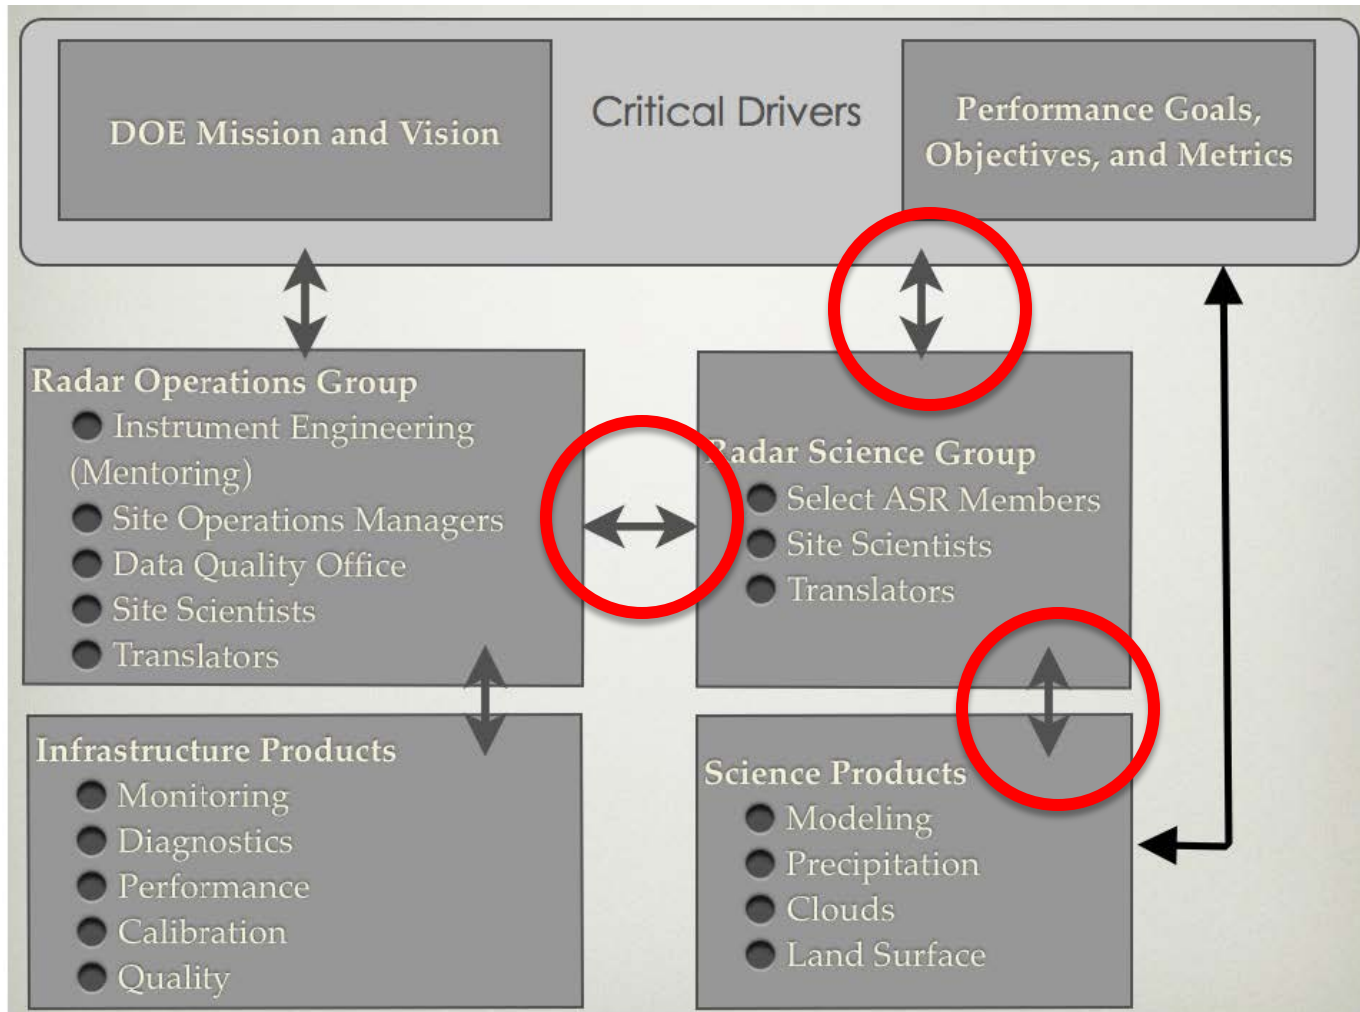 DOE Mission and Vision
Critical Drivers
Performance Goals,
Objectives, and Metrics
Radar Operations Group
Instrument Engineering
(Mentoring)
Site Operations Managers
Data Quality Office
Site Scientists
Translators
Radar Science Group
Select ASR Members
Site Scientists
Translators
Infrastructure Products
Monitoring
Diagnostics
Performance
Calibration
Quality
Science Products
Modeling
Precipitation
Clouds
Land Surface